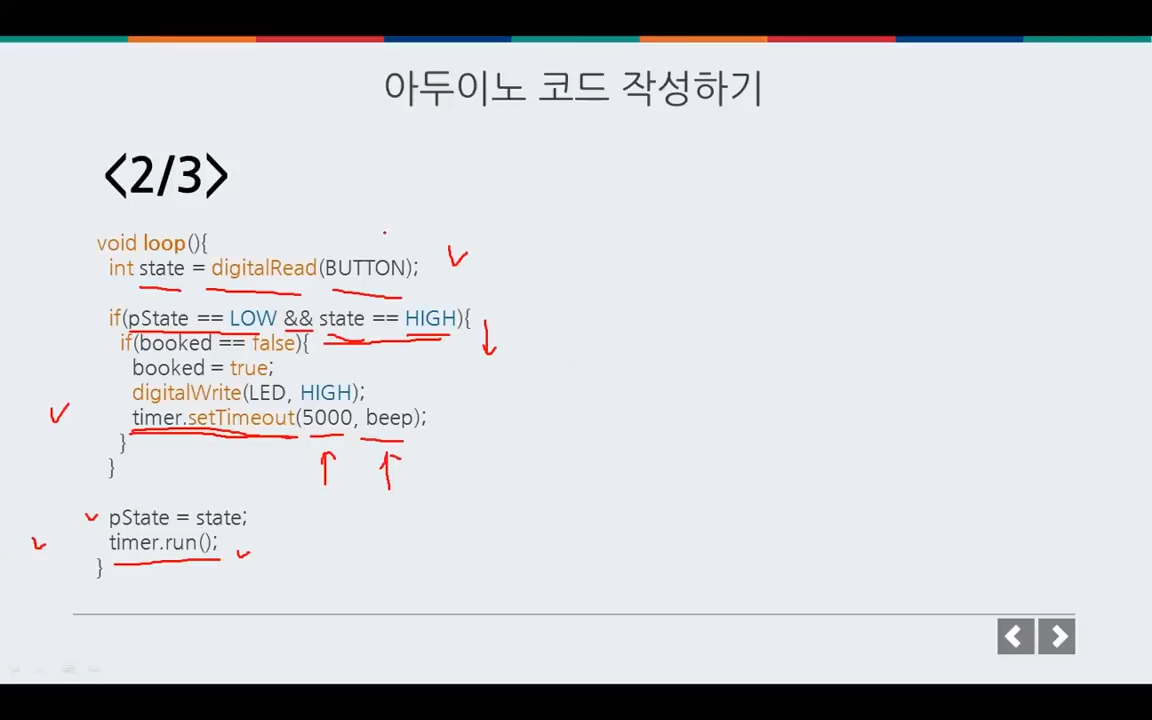 아두이노 코드 작성하기
<2/3>
void loop(){
int state = digitalRead(BUTTON);
if(pState == LOW && state == HIGH){
if(booked == false){
booked = true;
digitalWrite(LED, HIGH);
timer.setTimeout(5000, beep);
}
}
pState = state;
timer.run();
}